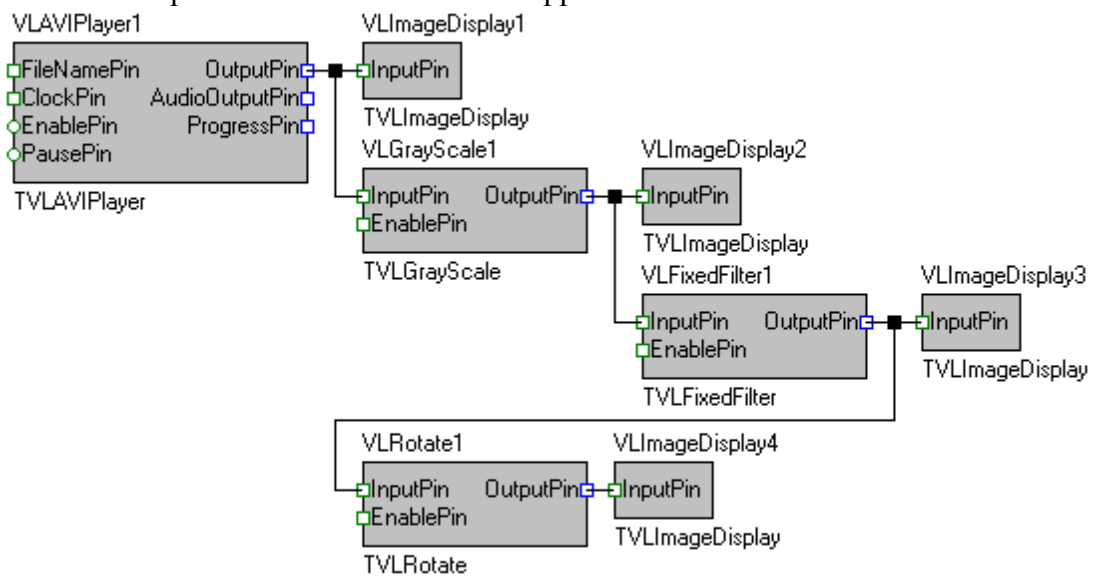 VLAVIPlayer1
FileNamePin OutputPin
ClockPin AudioOutputPin
EnablePin ProgressPin
PausePin
TVLAVIPlayer
VLImageDisplay1
InputPin
TVLImageDisplay
VLGrayScale1
InputPin OutputPin
EnablePin
TVLGrayScale
VLImageDisplay2
InputPin
TVLImageDisplay
VLFixedFilter1
InputPin OutputPin
EnablePin
TVLFixedFilter
VLImageDisplay3
InputPin
TVLImageDisplay
VLRotate1
InputPin OutputPin
EnablePin
TVLRotate
VLImageDisplay4
InputPin
TVLImageDisplay